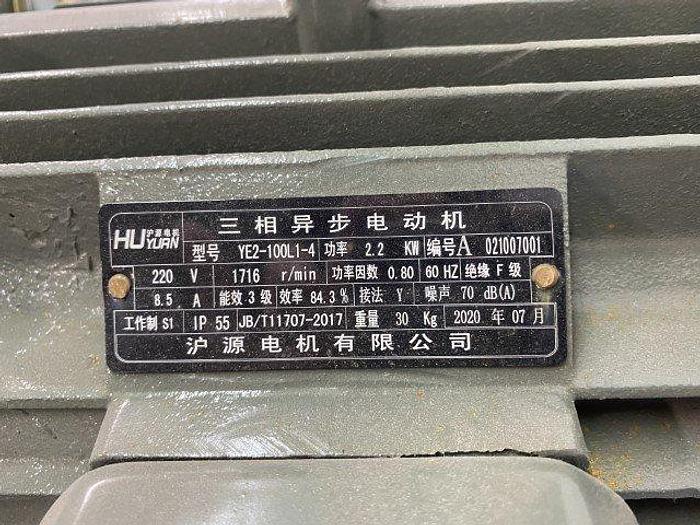 三相异步电动机
HU YUAN 沪源电机
型号 YE2-100L1-4 功率 2.2 KW 编号A 021007001
220 V 1716 r/min 功率因数 0.80 60 HZ 绝缘 F 级
8.5 A 能效 3 级 效率 84.3 % 接法 Y 噪声 70 dB(A)
工作制 S1 IP 55 JB/T11707-2017 重量 30 Kg 2020 年 07 月
沪源电机有限公司